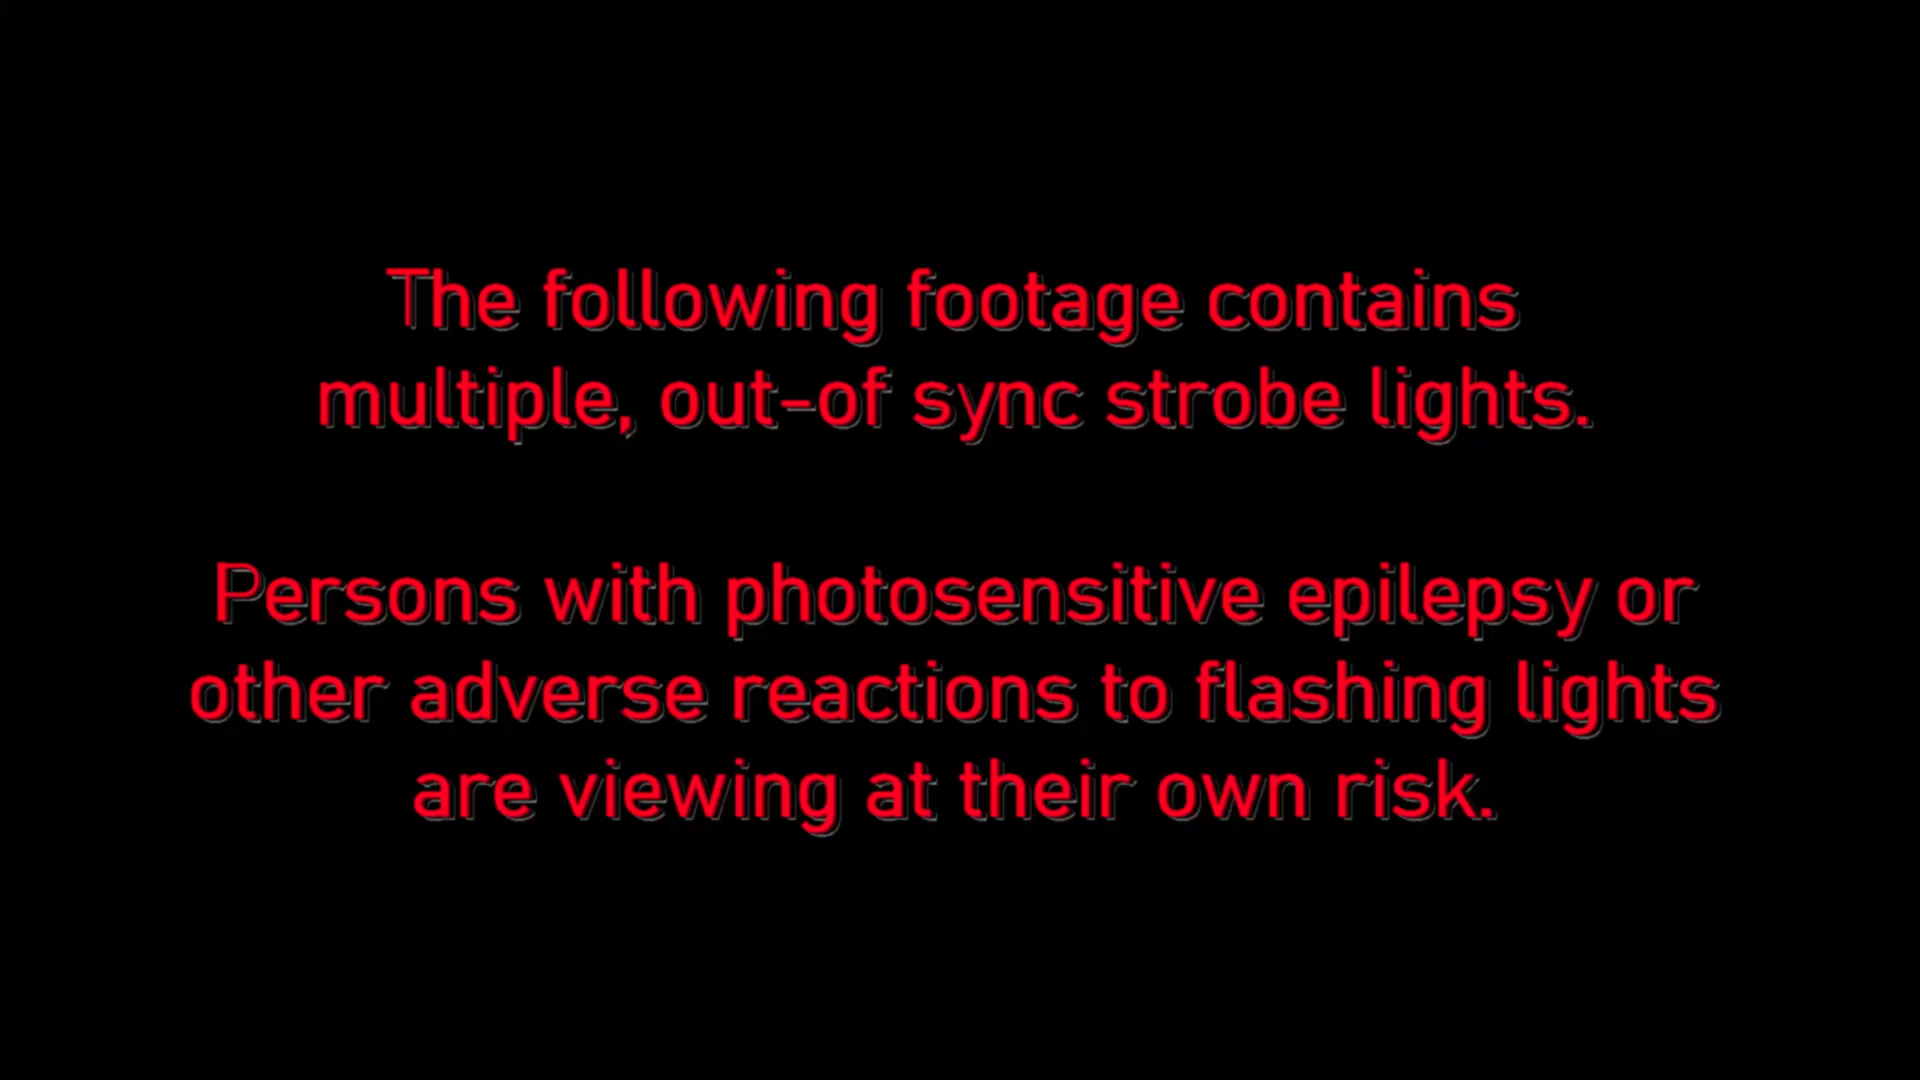 The following footage contains
multiple, out-of sync strobe lights.
Persons with photosensitive epilepsy or
other adverse reactions to flashing lights
are viewing at their own risk.